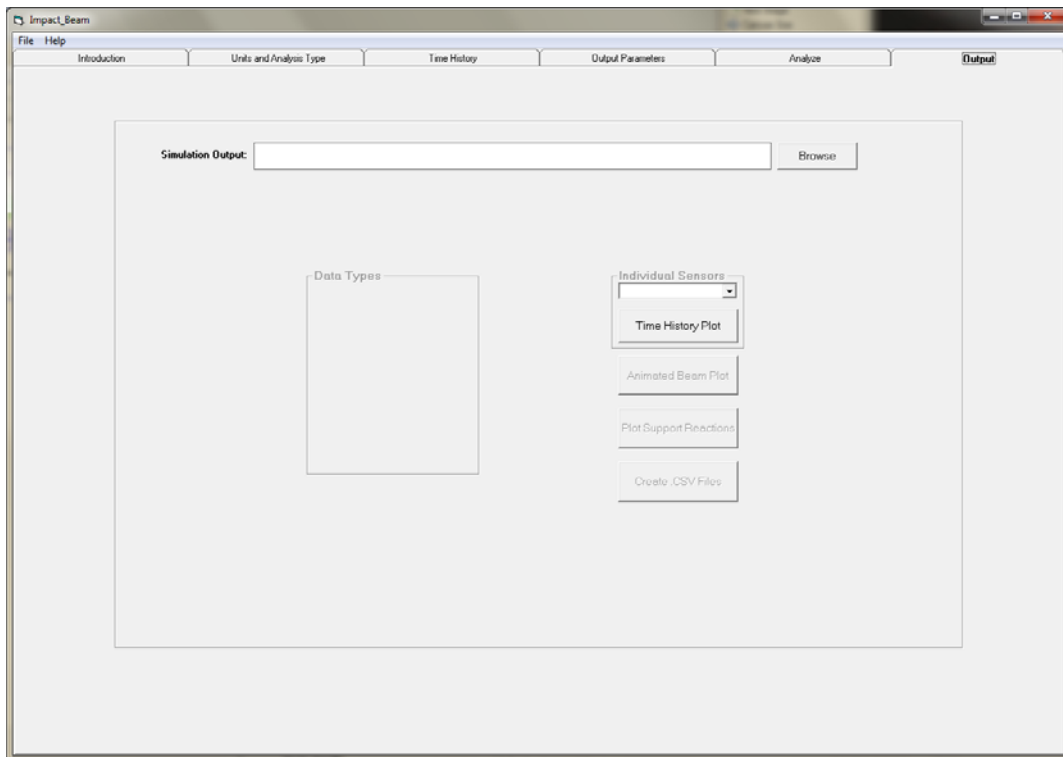 Impact_Beam
File Help
Introduction Units and Analysis Type Time History Output Parameters Analyze Output
Simulation Output: Browse
Data Types Individual Sensors
Time History Plot
Animated Beam Plot
Plot Support Reactions
Create .CSV Files